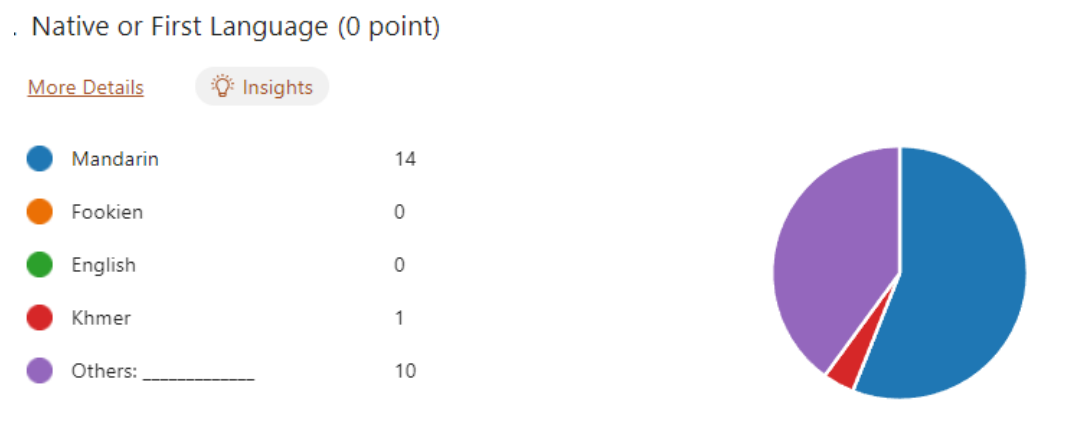 . Native or First Language (0 point)
More Details Insights
Mandarin 14
Fookien 0
English 0
Khmer 1
Others: _____________ 10